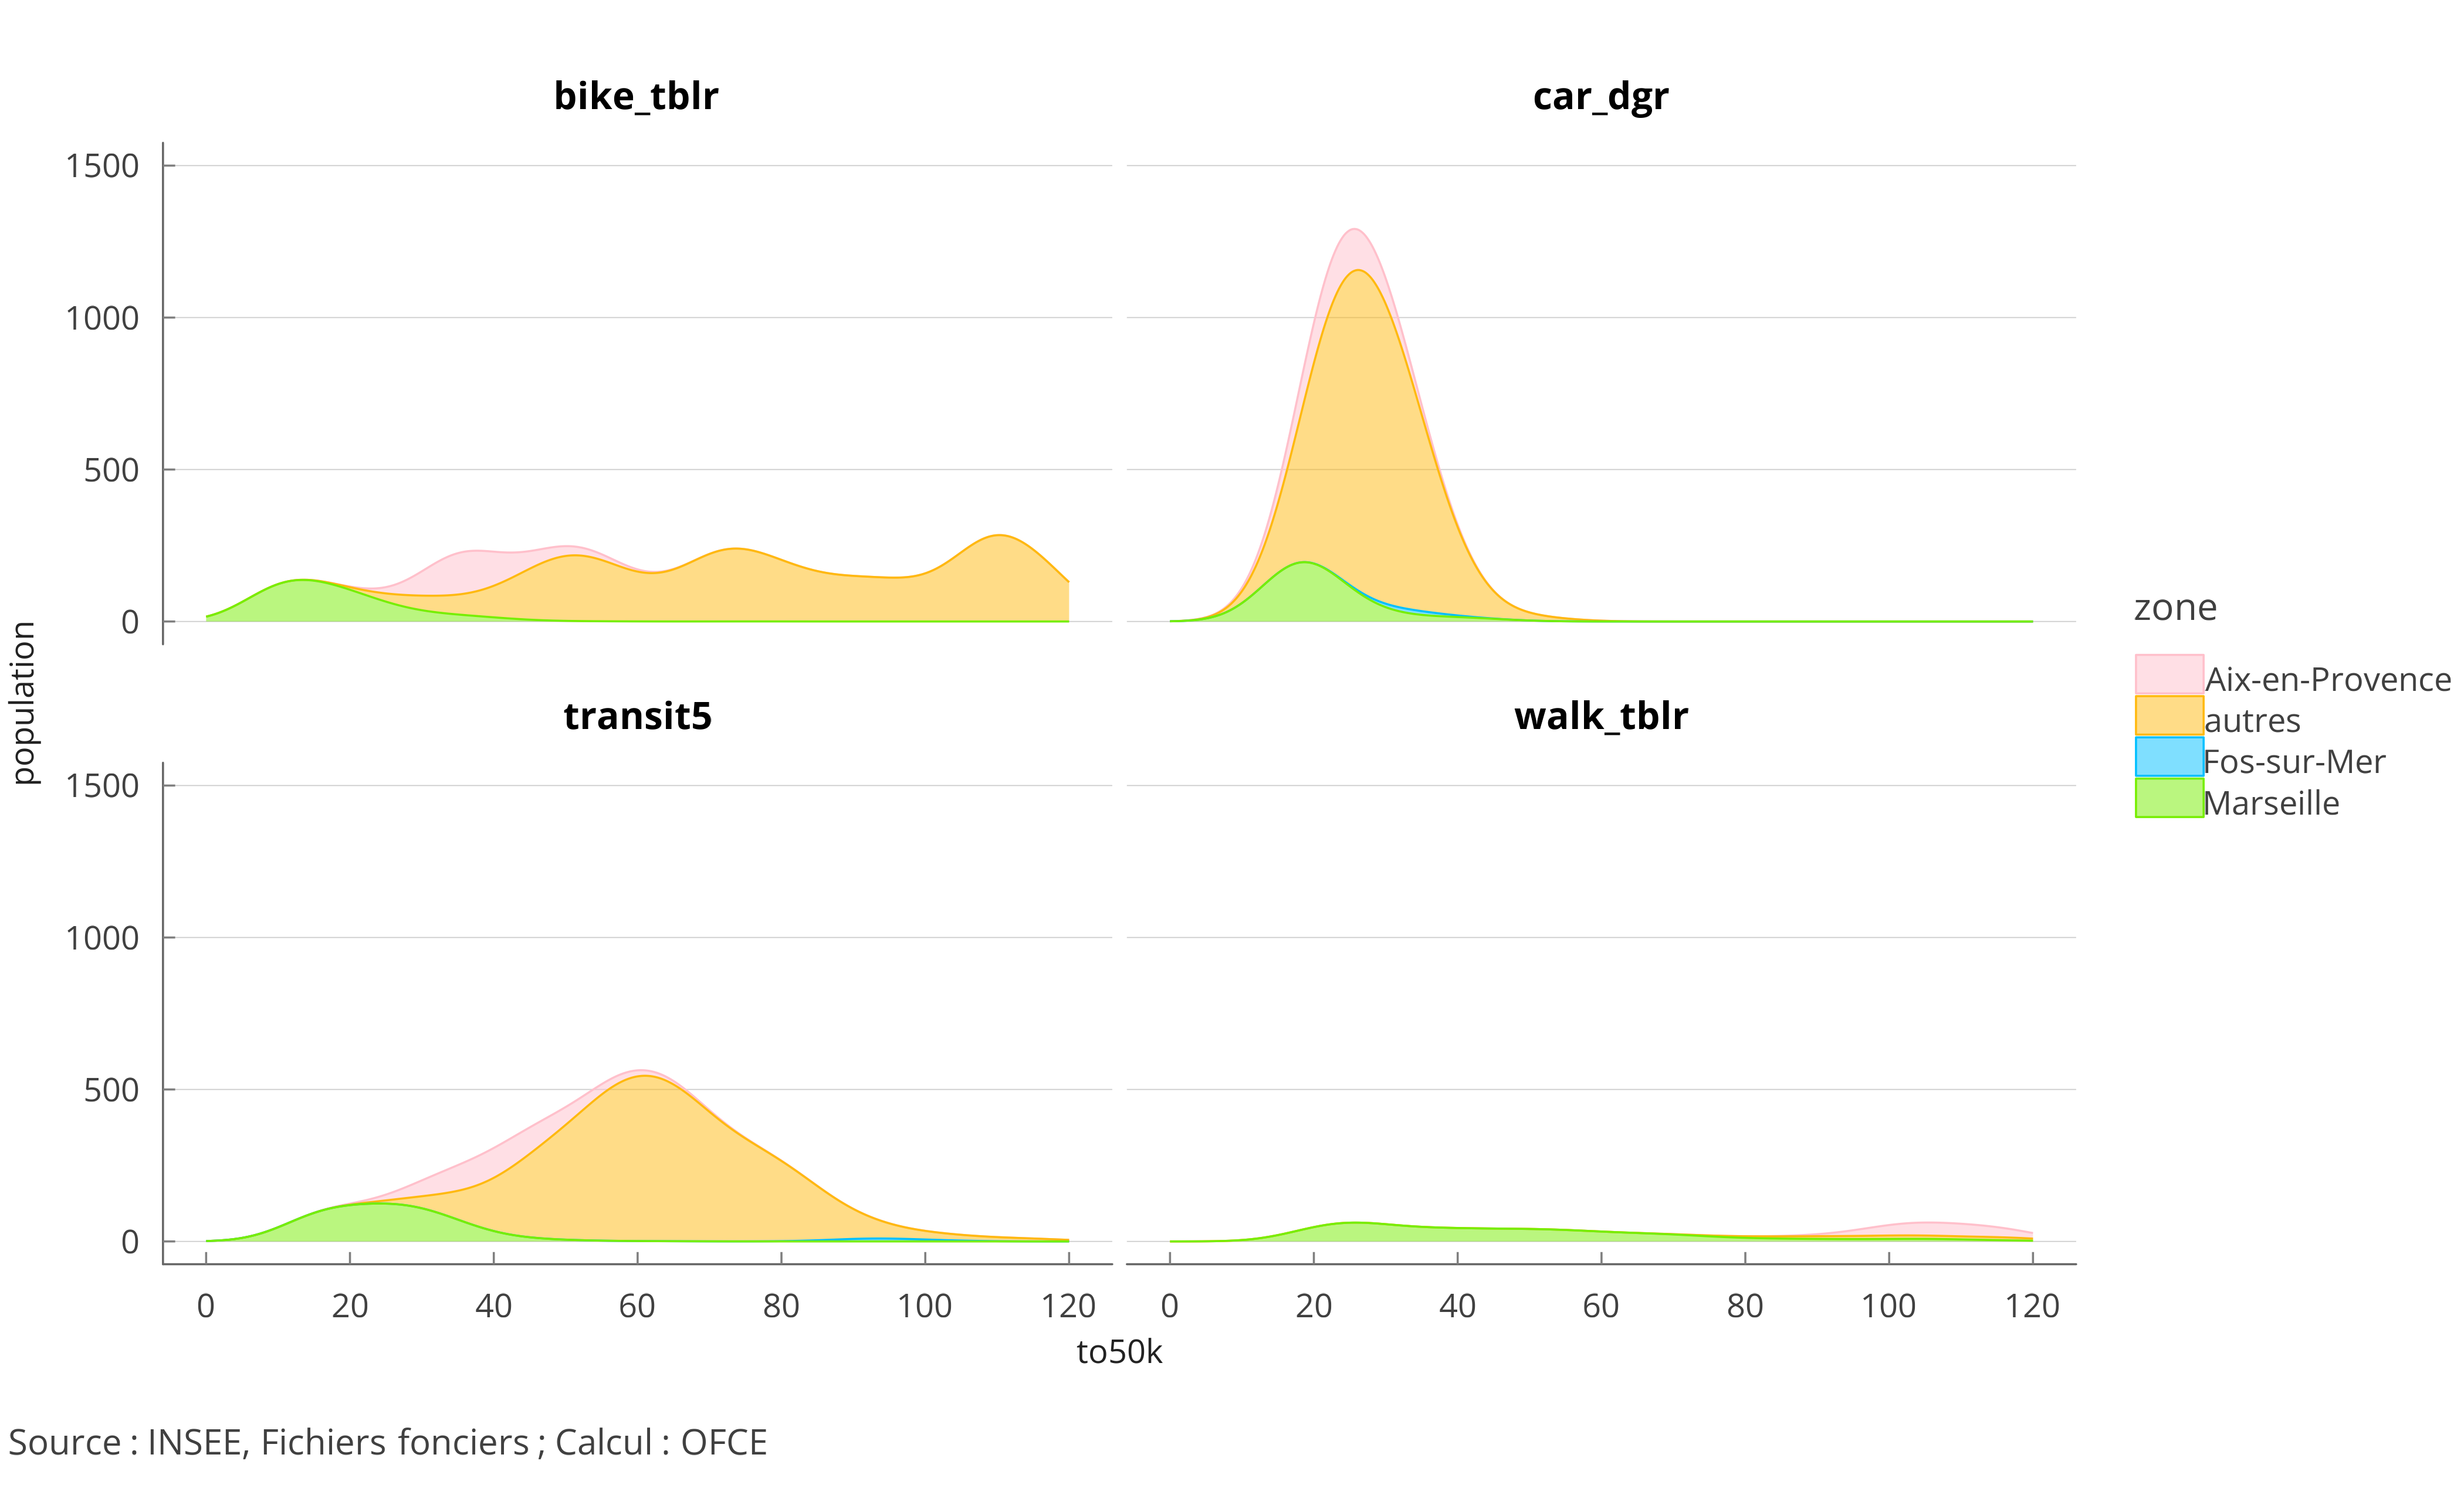 bike_tblr
car_dgr
1500
1000
500
0
transit5
walk_tblr
1500
1000
500
0
population
0 20 40 60 80 100 120
0 20 40 60 80 100 120
to50k
zone
Aix-en-Provence
autres
Fos-sur-Mer
Marseille
Source : INSEE, Fichiers fonciers ; Calcul : OFCE